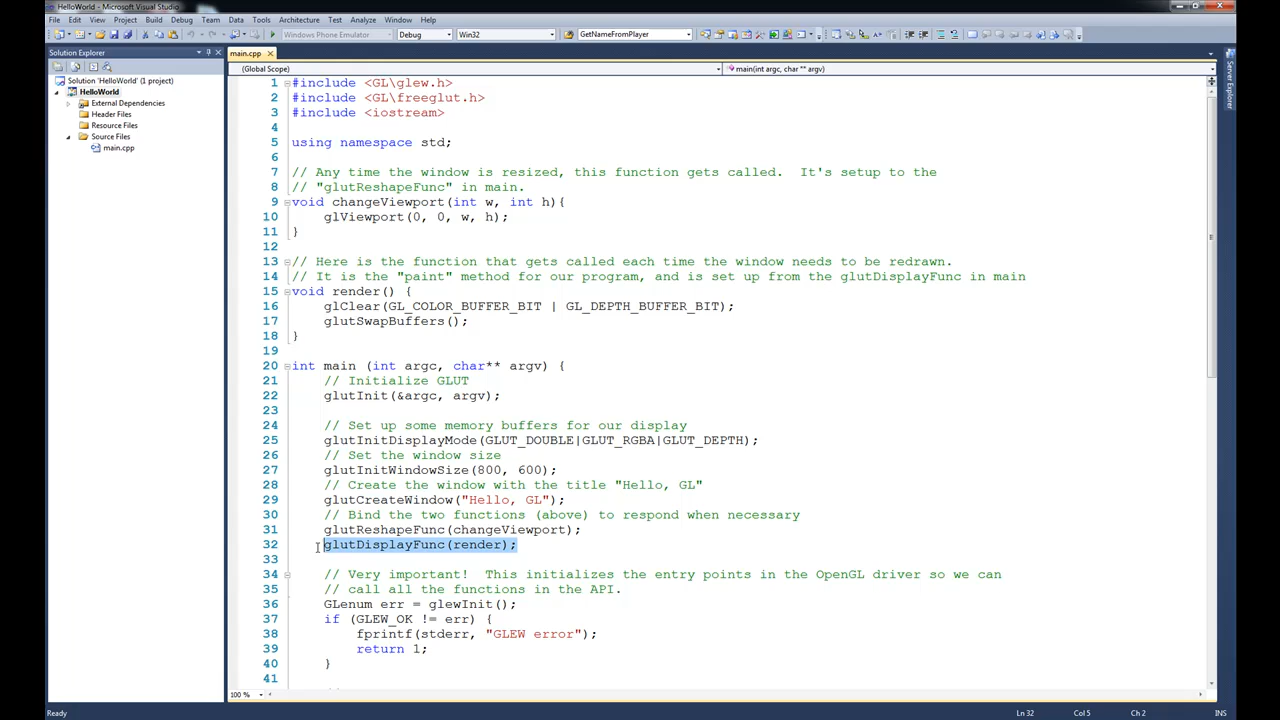 HelloWorld - Microsoft Visual Studio
File Edit View Project Build Debug Team Data Tools Architecture Test Analyze Window Help
Windows Phone Emulator Debug Win32 GetNameFromPlayer
Solution Explorer
main.cpp
(Global Scope)
main(int argc, char ** argv)
Solution 'HelloWorld' (1 project)
HelloWorld
External Dependencies
Header Files
Resource Files
Source Files
main.cpp
Server Explorer
1 #include <GL\glew.h>
2 #include <GL\freeglut.h>
3 #include <iostream>
4
5 using namespace std;
6
7 // Any time the window is resized, this function gets called.  It's setup to the
8 // "glutReshapeFunc" in main.
9 void changeViewport(int w, int h){
10 glViewport(0, 0, w, h);
11 }
12
13 // Here is the function that gets called each time the window needs to be redrawn.
14 // It is the "paint" method for our program, and is set up from the glutDisplayFunc in main
15 void render() {
16 glClear(GL_COLOR_BUFFER_BIT | GL_DEPTH_BUFFER_BIT);
17 glutSwapBuffers();
18 }
19
20 int main (int argc, char** argv) {
21 // Initialize GLUT
22 glutInit(&argc, argv);
23
24 // Set up some memory buffers for our display
25 glutInitDisplayMode(GLUT_DOUBLE|GLUT_RGBA|GLUT_DEPTH);
26 // Set the window size
27 glutInitWindowSize(800, 600);
28 // Create the window with the title "Hello, GL"
29 glutCreateWindow("Hello, GL");
30 // Bind the two functions (above) to respond when necessary
31 glutReshapeFunc(changeViewport);
32 glutDisplayFunc(render);
33
34 // Very important!  This initializes the entry points in the OpenGL driver so we can
35 // call all the functions in the API.
36 GLenum err = glewInit();
37 if (GLEW_OK != err) {
38 fprintf(stderr, "GLEW error");
39 return 1;
40 }
41
100 %
Ready Ln 32 Col 5 Ch 2 INS